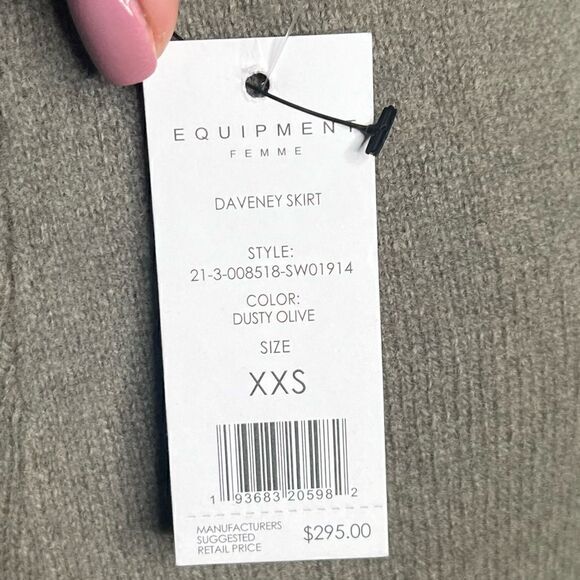 EQUIPMENT
FEMME
DAVENEY SKIRT
STYLE:
21-3-008518-SW01914
COLOR:
DUSTY OLIVE
SIZE
XXS
1 93683 20598 2
MANUFACTURERS
SUGGESTED
RETAIL PRICE
$295.00